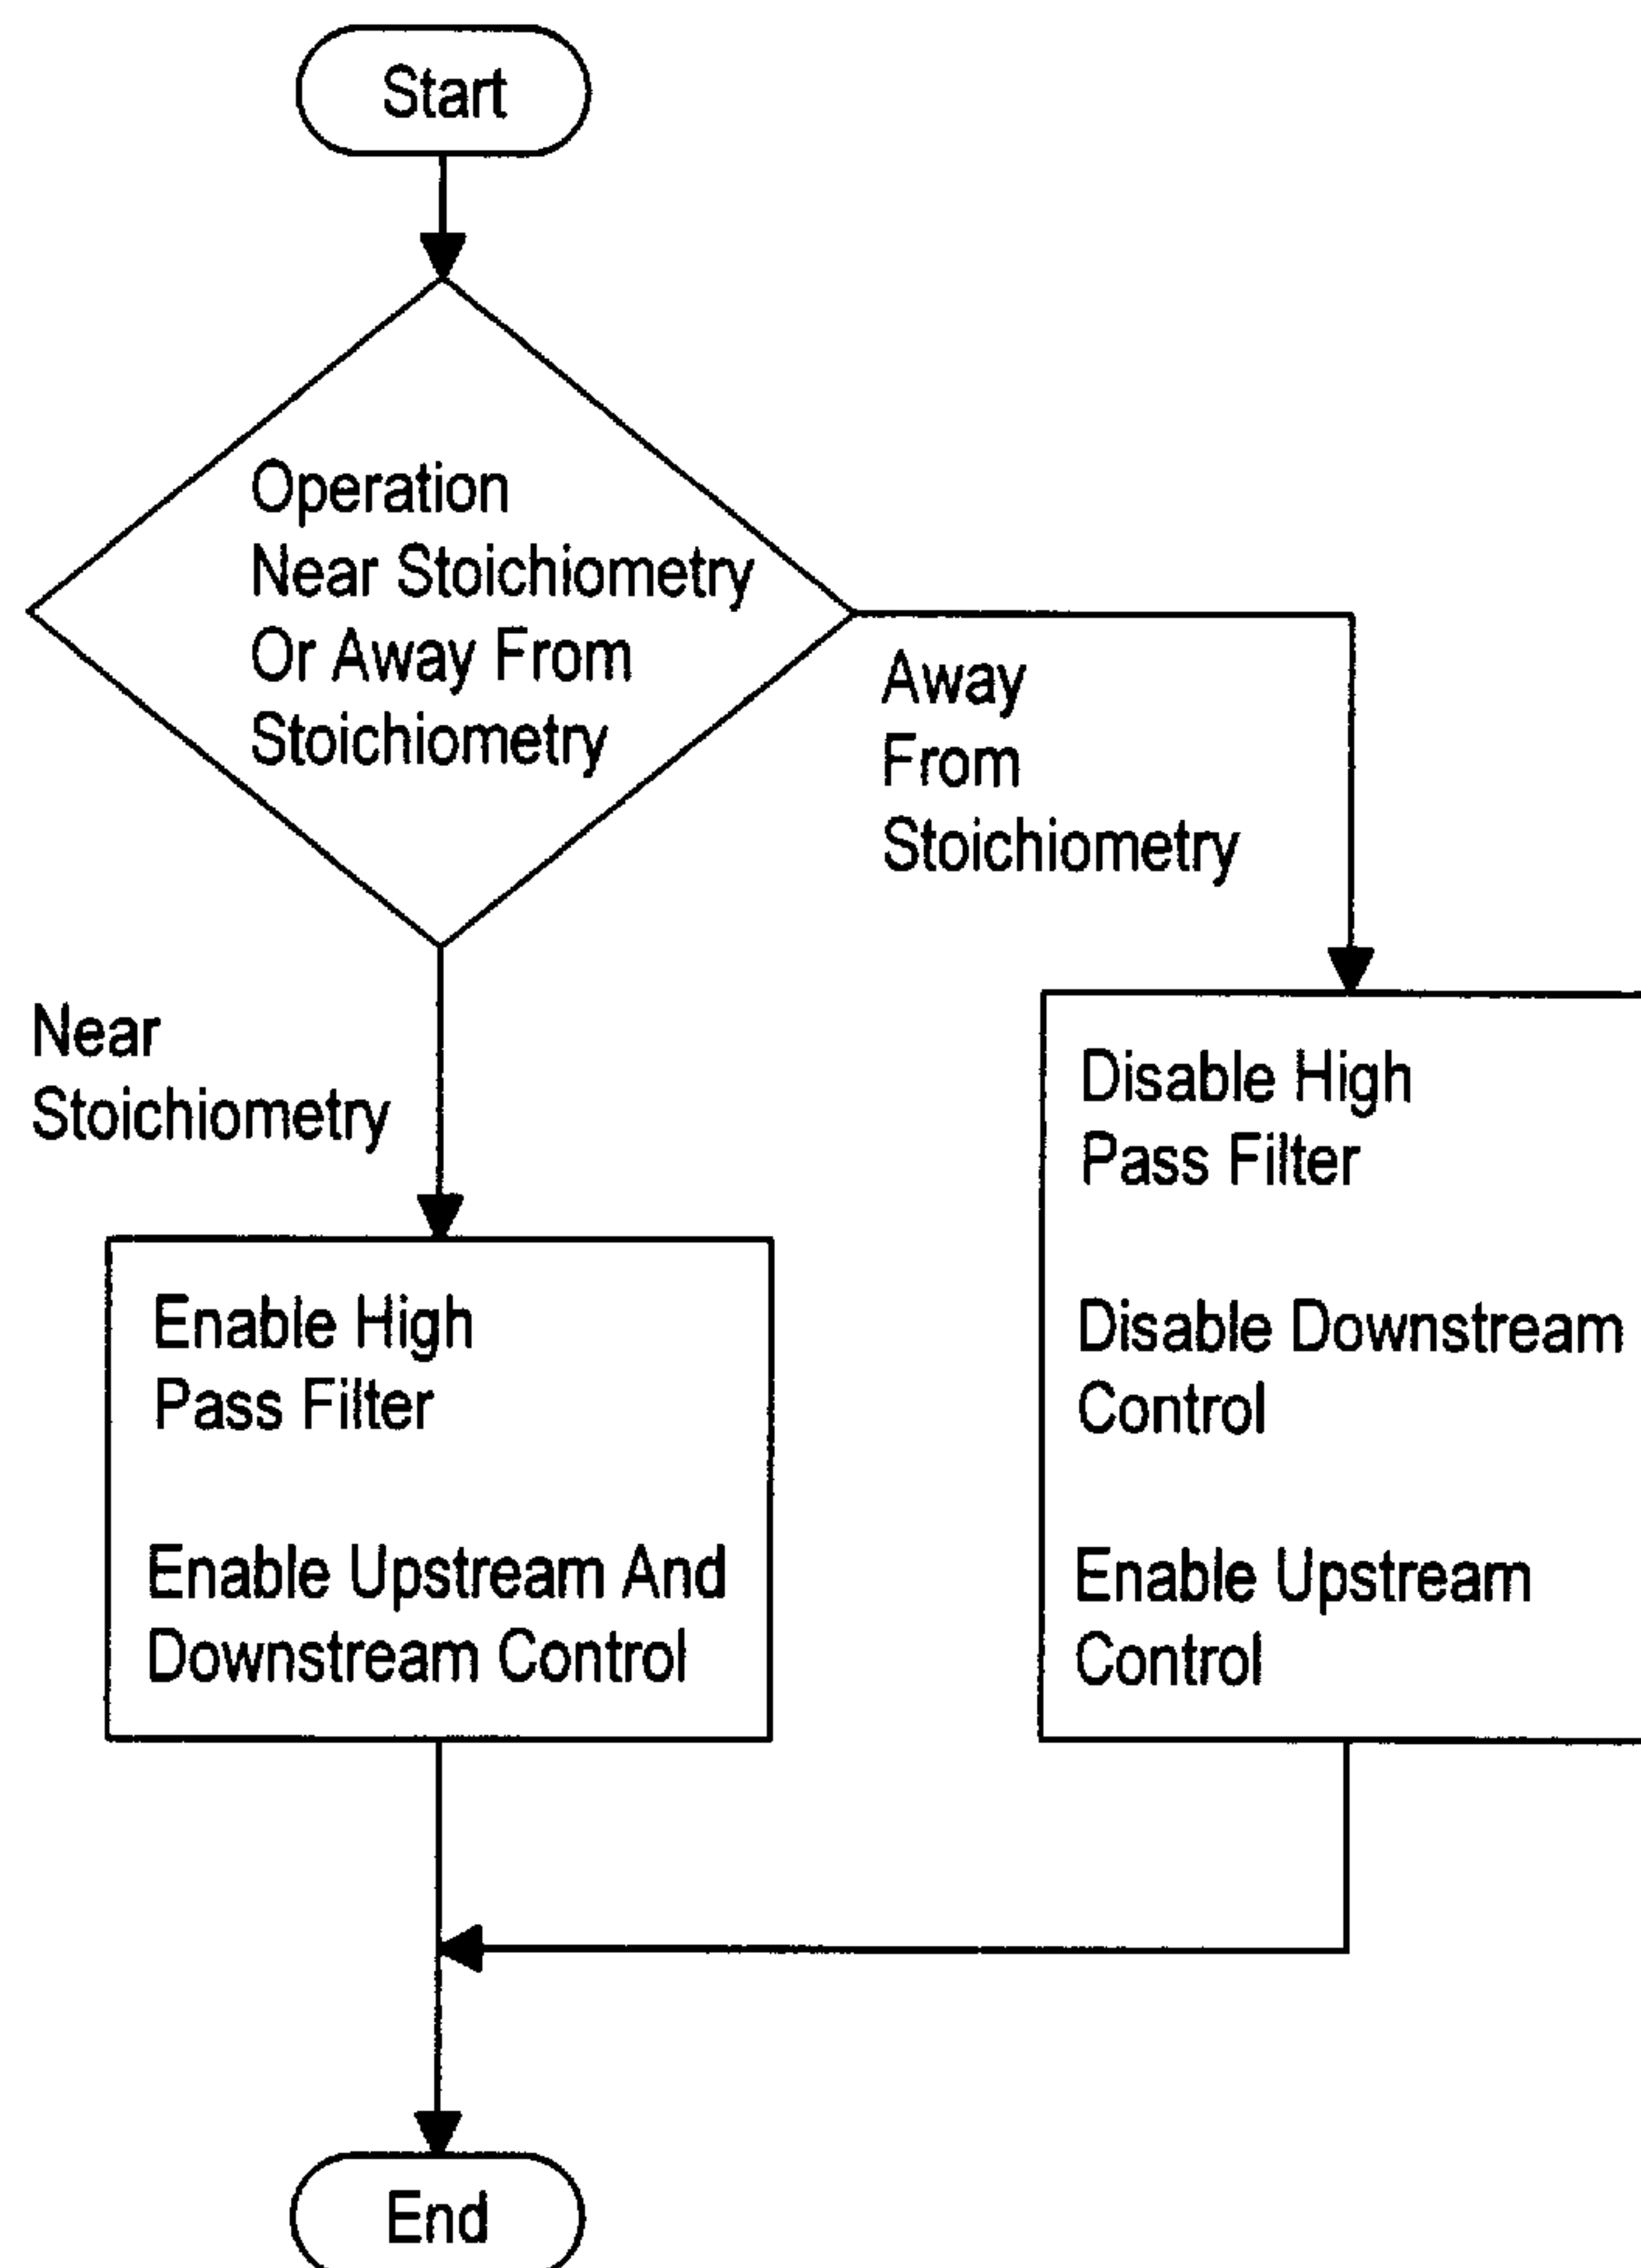 Start
Operation
Near Stoichiometry
Or Away From
Stoichiometry
Away
From
Stoichiometry
Near
Stoichiometry
Enable High
Pass Filter
Enable Upstream And
Downstream Control
Disable High
Pass Filter
Disable Downstream
Control
Enable Upstream
Control
End